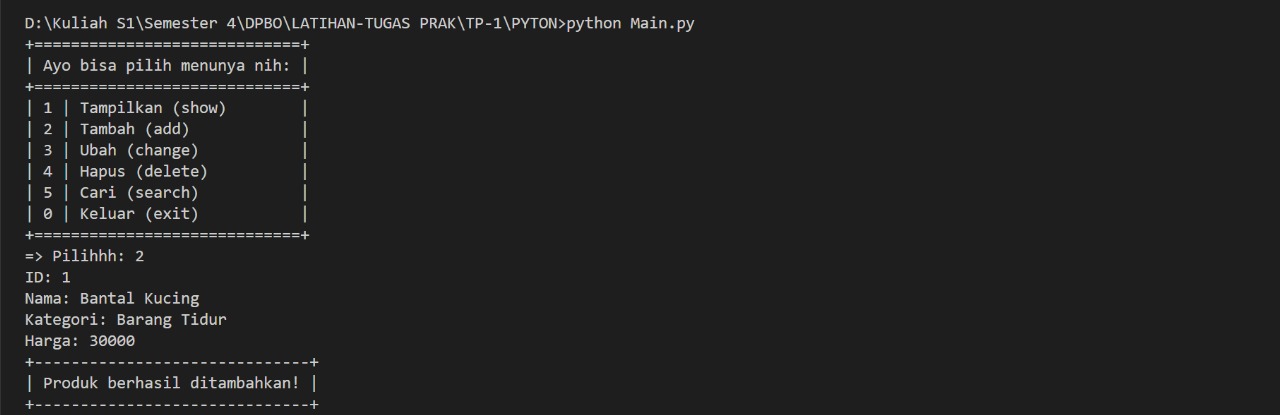 D:\Kuliah S1\Semester 4\DPBO\LATIHAN-TUGAS PRAK\TP-1\PYTON>python Main.py
+=============================+
| Ayo bisa pilih menunya nih: |
+=============================+
| 1 | Tampilkan (show)        |
| 2 | Tambah (add)            |
| 3 | Ubah (change)           |
| 4 | Hapus (delete)          |
| 5 | Cari (search)           |
| 0 | Keluar (exit)           |
+=============================+
=> Pilihhh: 2
ID: 1
Nama: Bantal Kucing
Kategori: Barang Tidur
Harga: 30000
+------------------------------+
| Produk berhasil ditambahkan! |
+------------------------------+